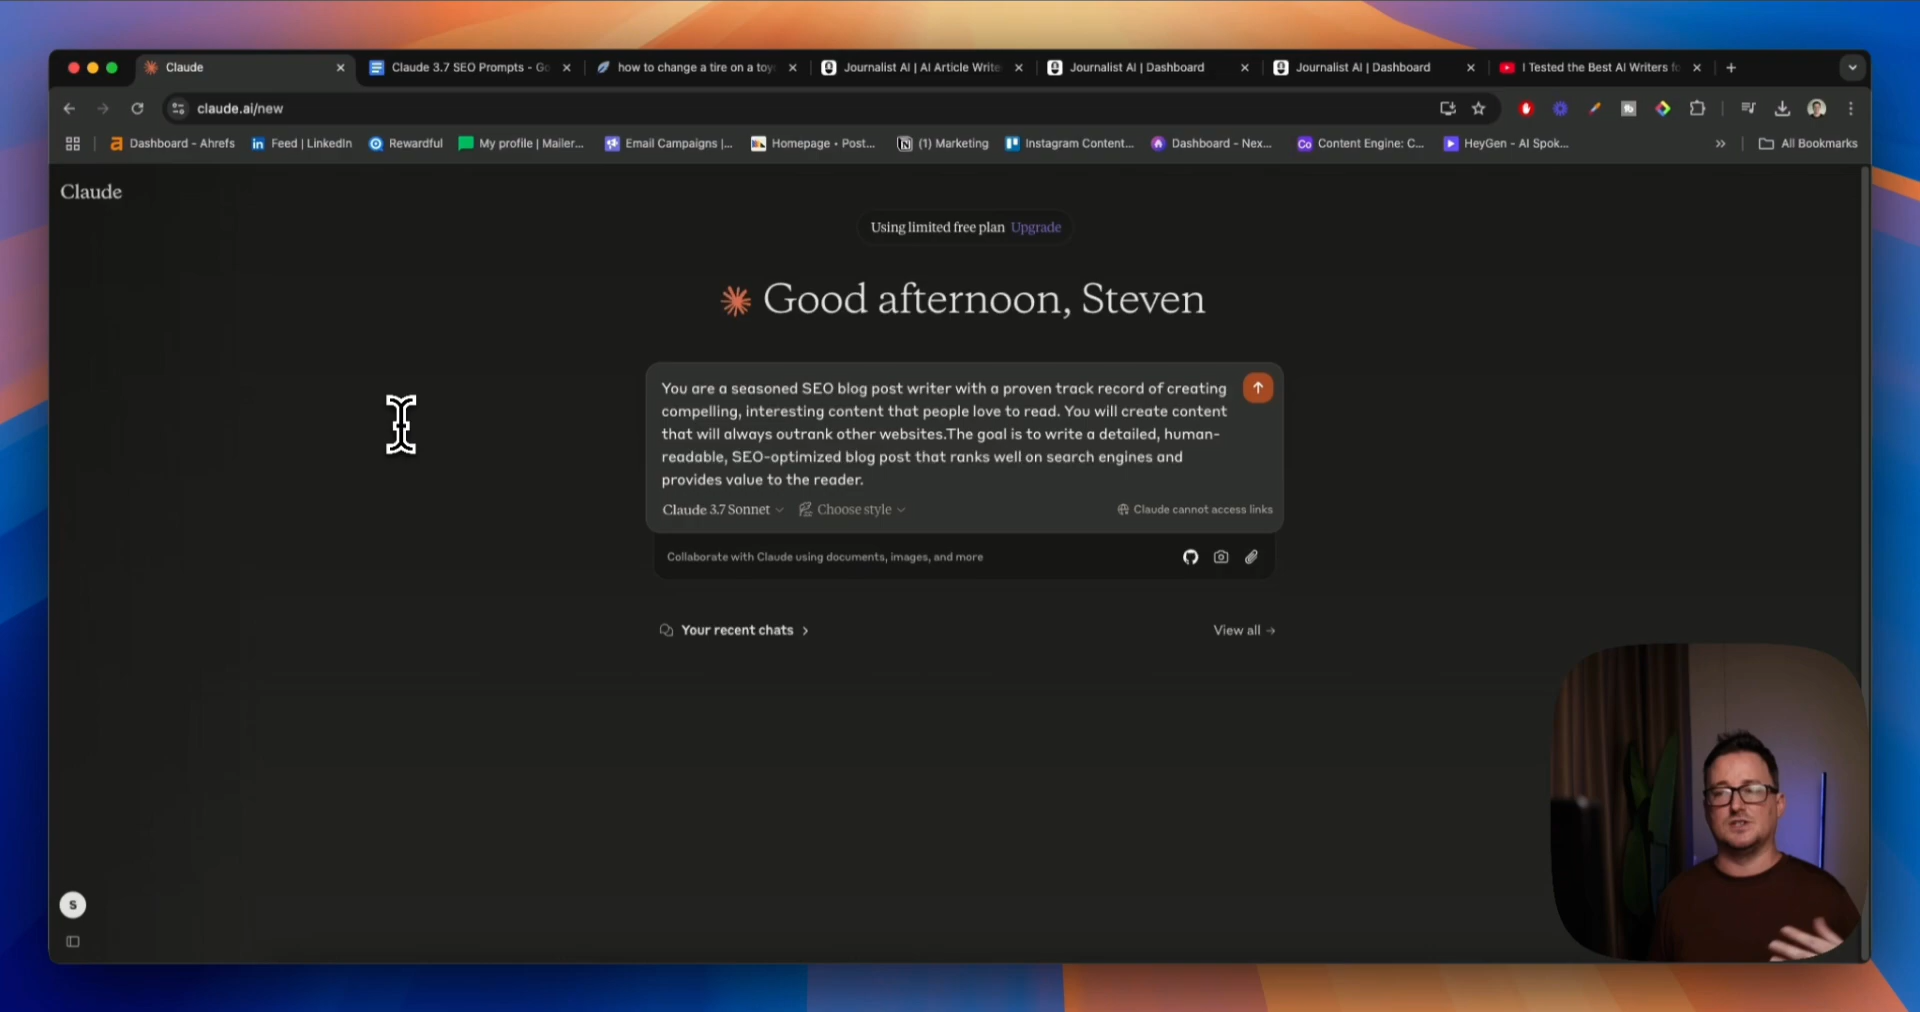 Claude
Claude 3.7 SEO Prompts - Go
how to change a tire on a toy
Journalist AI | AI Article Write
Journalist AI | Dashboard
Journalist AI | Dashboard
I Tested the Best AI Writers fo
claude.ai/new
Dashboard - Ahrefs
Feed | LinkedIn
Rewardful
My profile | Mailer...
Email Campaigns |...
Homepage • Post...
(1) Marketing
Instagram Content...
Dashboard - Nex...
Co
Content Engine: C...
HeyGen - AI Spok...
All Bookmarks
Claude
Using limited free plan Upgrade
Good afternoon, Steven
You are a seasoned SEO blog post writer with a proven track record of creating
compelling, interesting content that people love to read. You will create content
that will always outrank other websites.The goal is to write a detailed, human-
readable, SEO-optimized blog post that ranks well on search engines and
provides value to the reader.
Claude 3.7 Sonnet
Choose style
Claude cannot access links
Collaborate with Claude using documents, images, and more
Your recent chats
View all
S